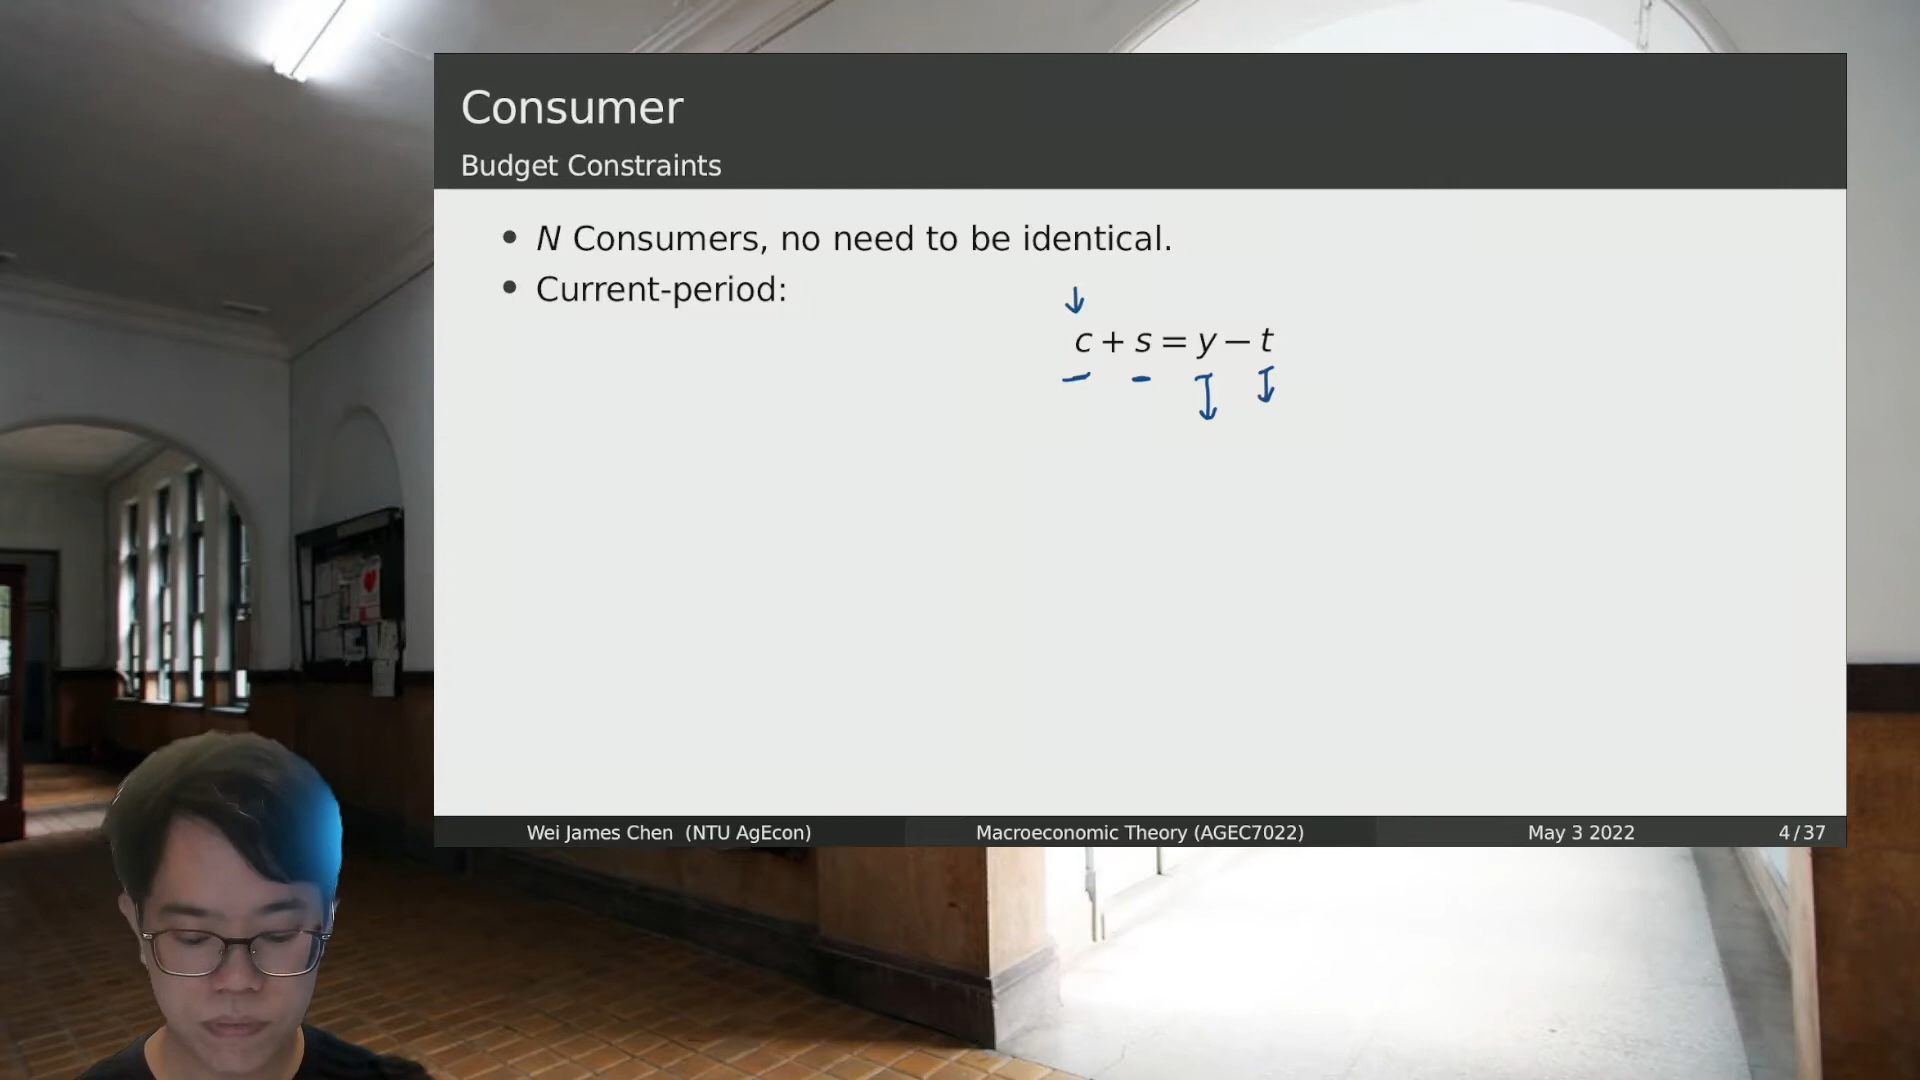 Consumer
Budget Constraints
• N Consumers, no need to be identical.
• Current-period:
c + s = y − t
Wei James Chen (NTU AgEcon) Macroeconomic Theory (AGEC7022) May 3 2022 4/37